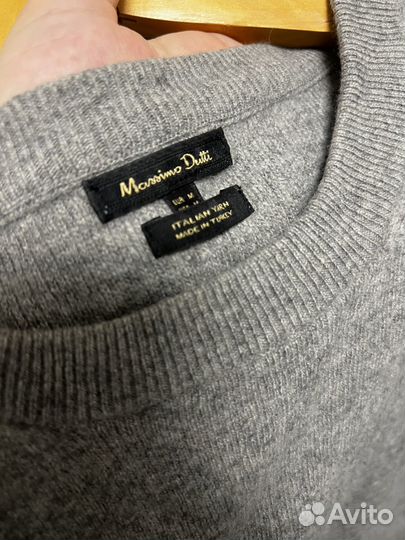 Massimo Dutti
EUR M
ITALIAN YARN
MADE IN TURKEY
Avito